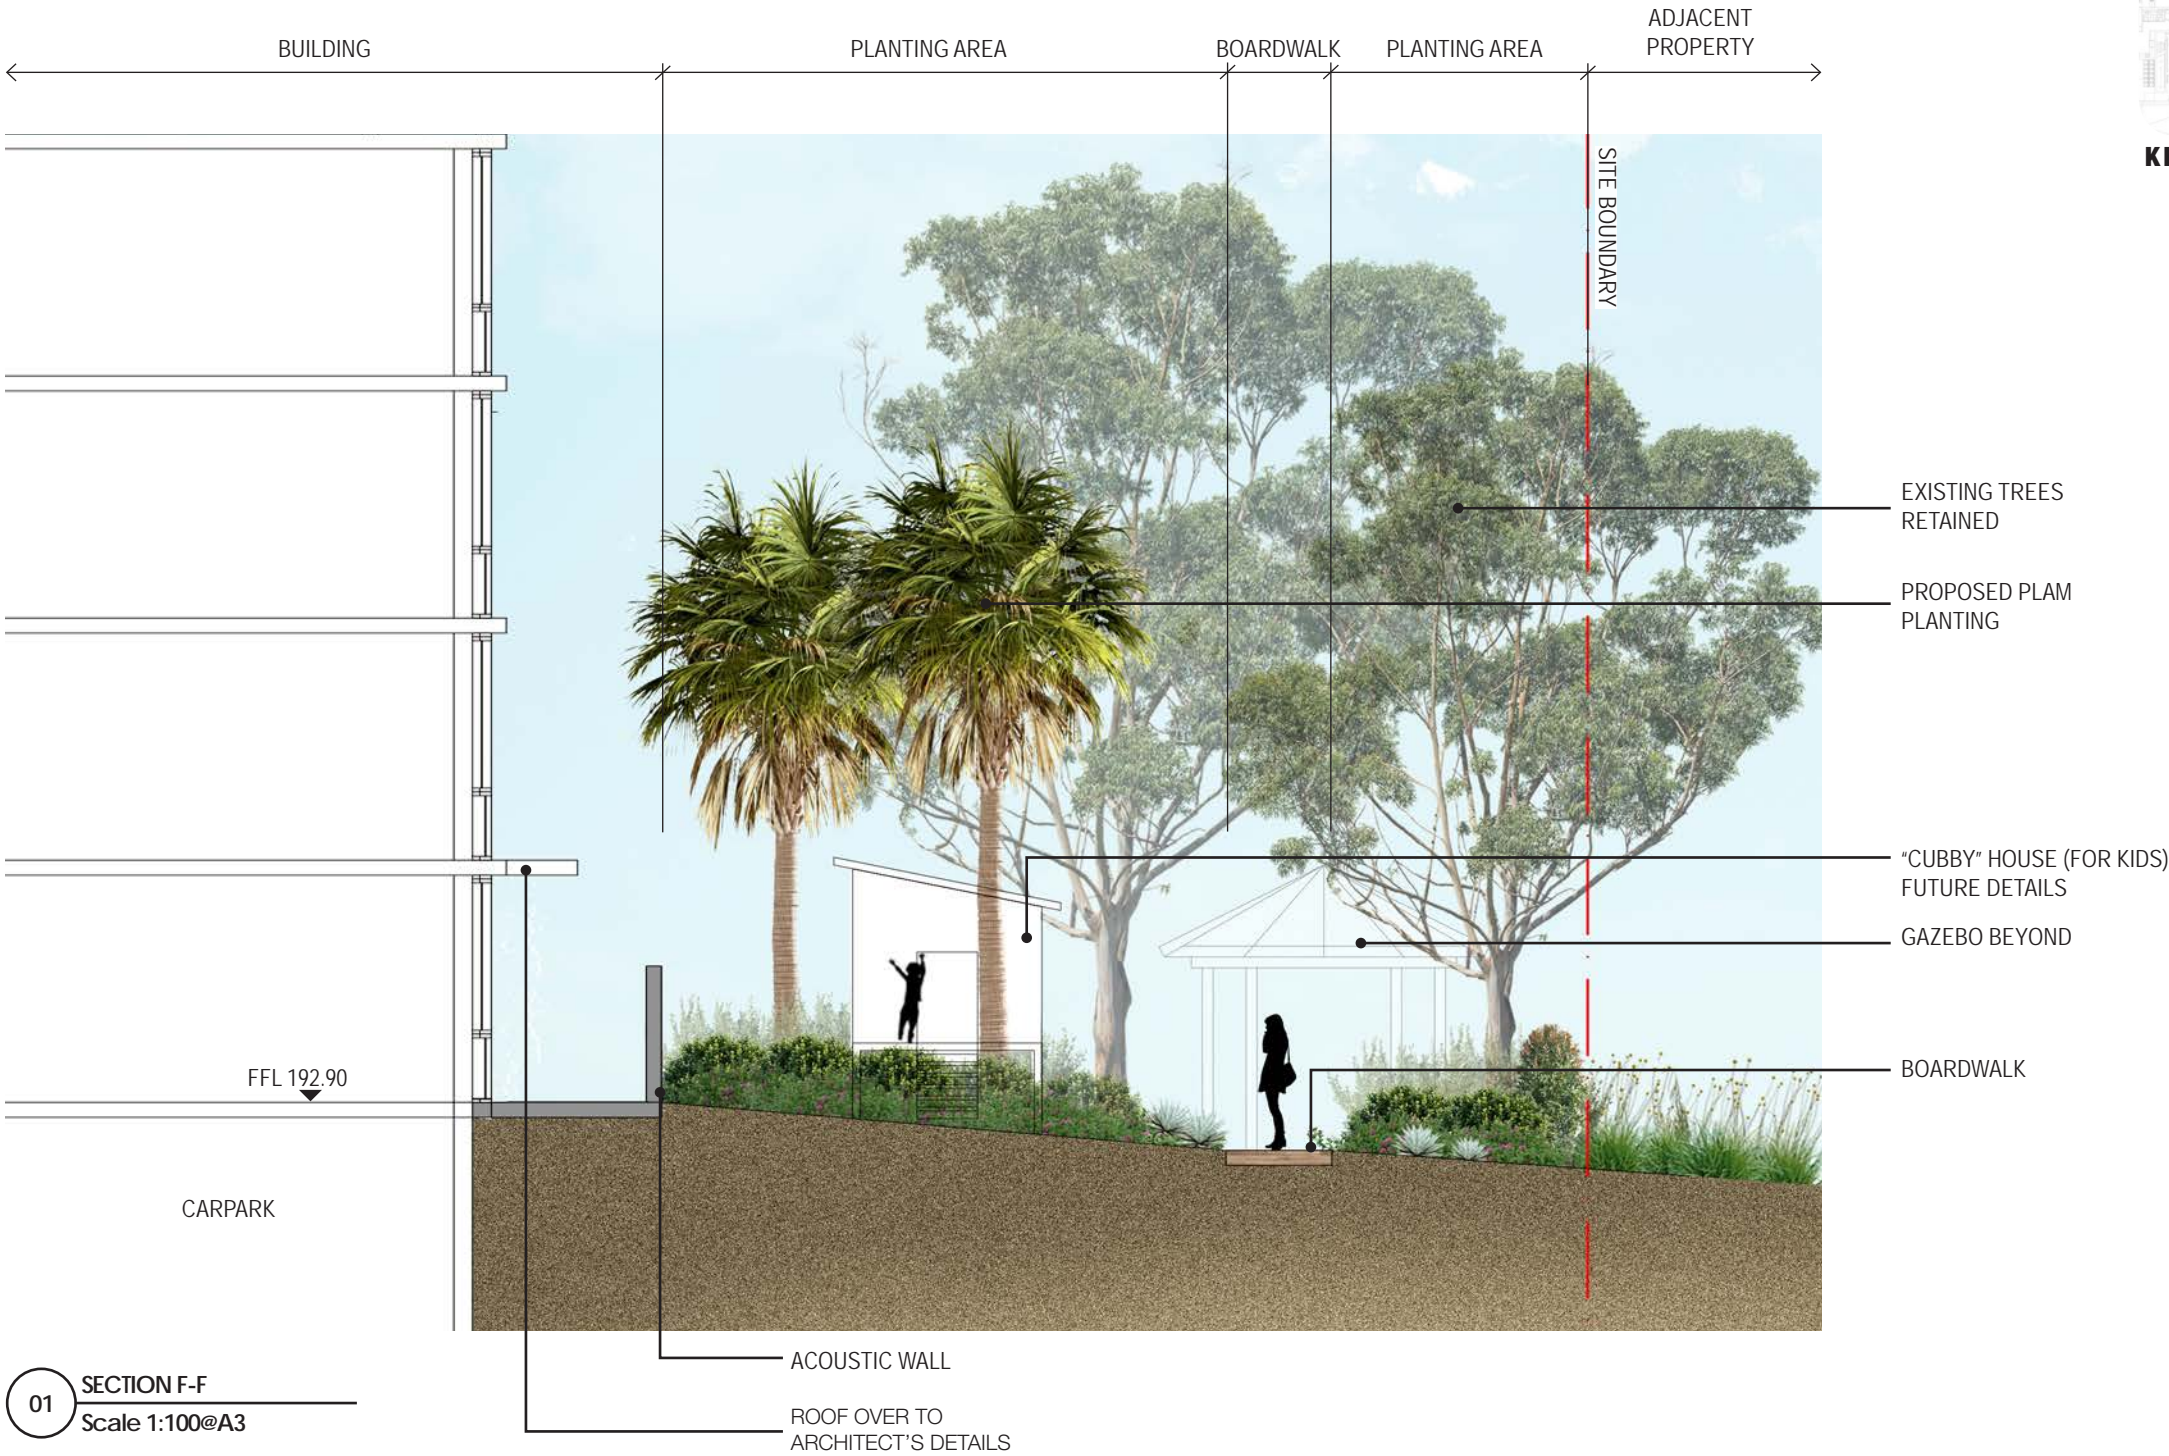 BUILDING
PLANTING AREA
BOARDWALK
PLANTING AREA
ADJACENT
PROPERTY
SITE BOUNDARY
EXISTING TREES
RETAINED
PROPOSED PLAM
PLANTING
"CUBBY" HOUSE (FOR KIDS)
FUTURE DETAILS
GAZEBO BEYOND
BOARDWALK
FFL 192.90
CARPARK
ACOUSTIC WALL
ROOF OVER TO
ARCHITECT'S DETAILS
01
SECTION F-F
Scale 1:100@A3